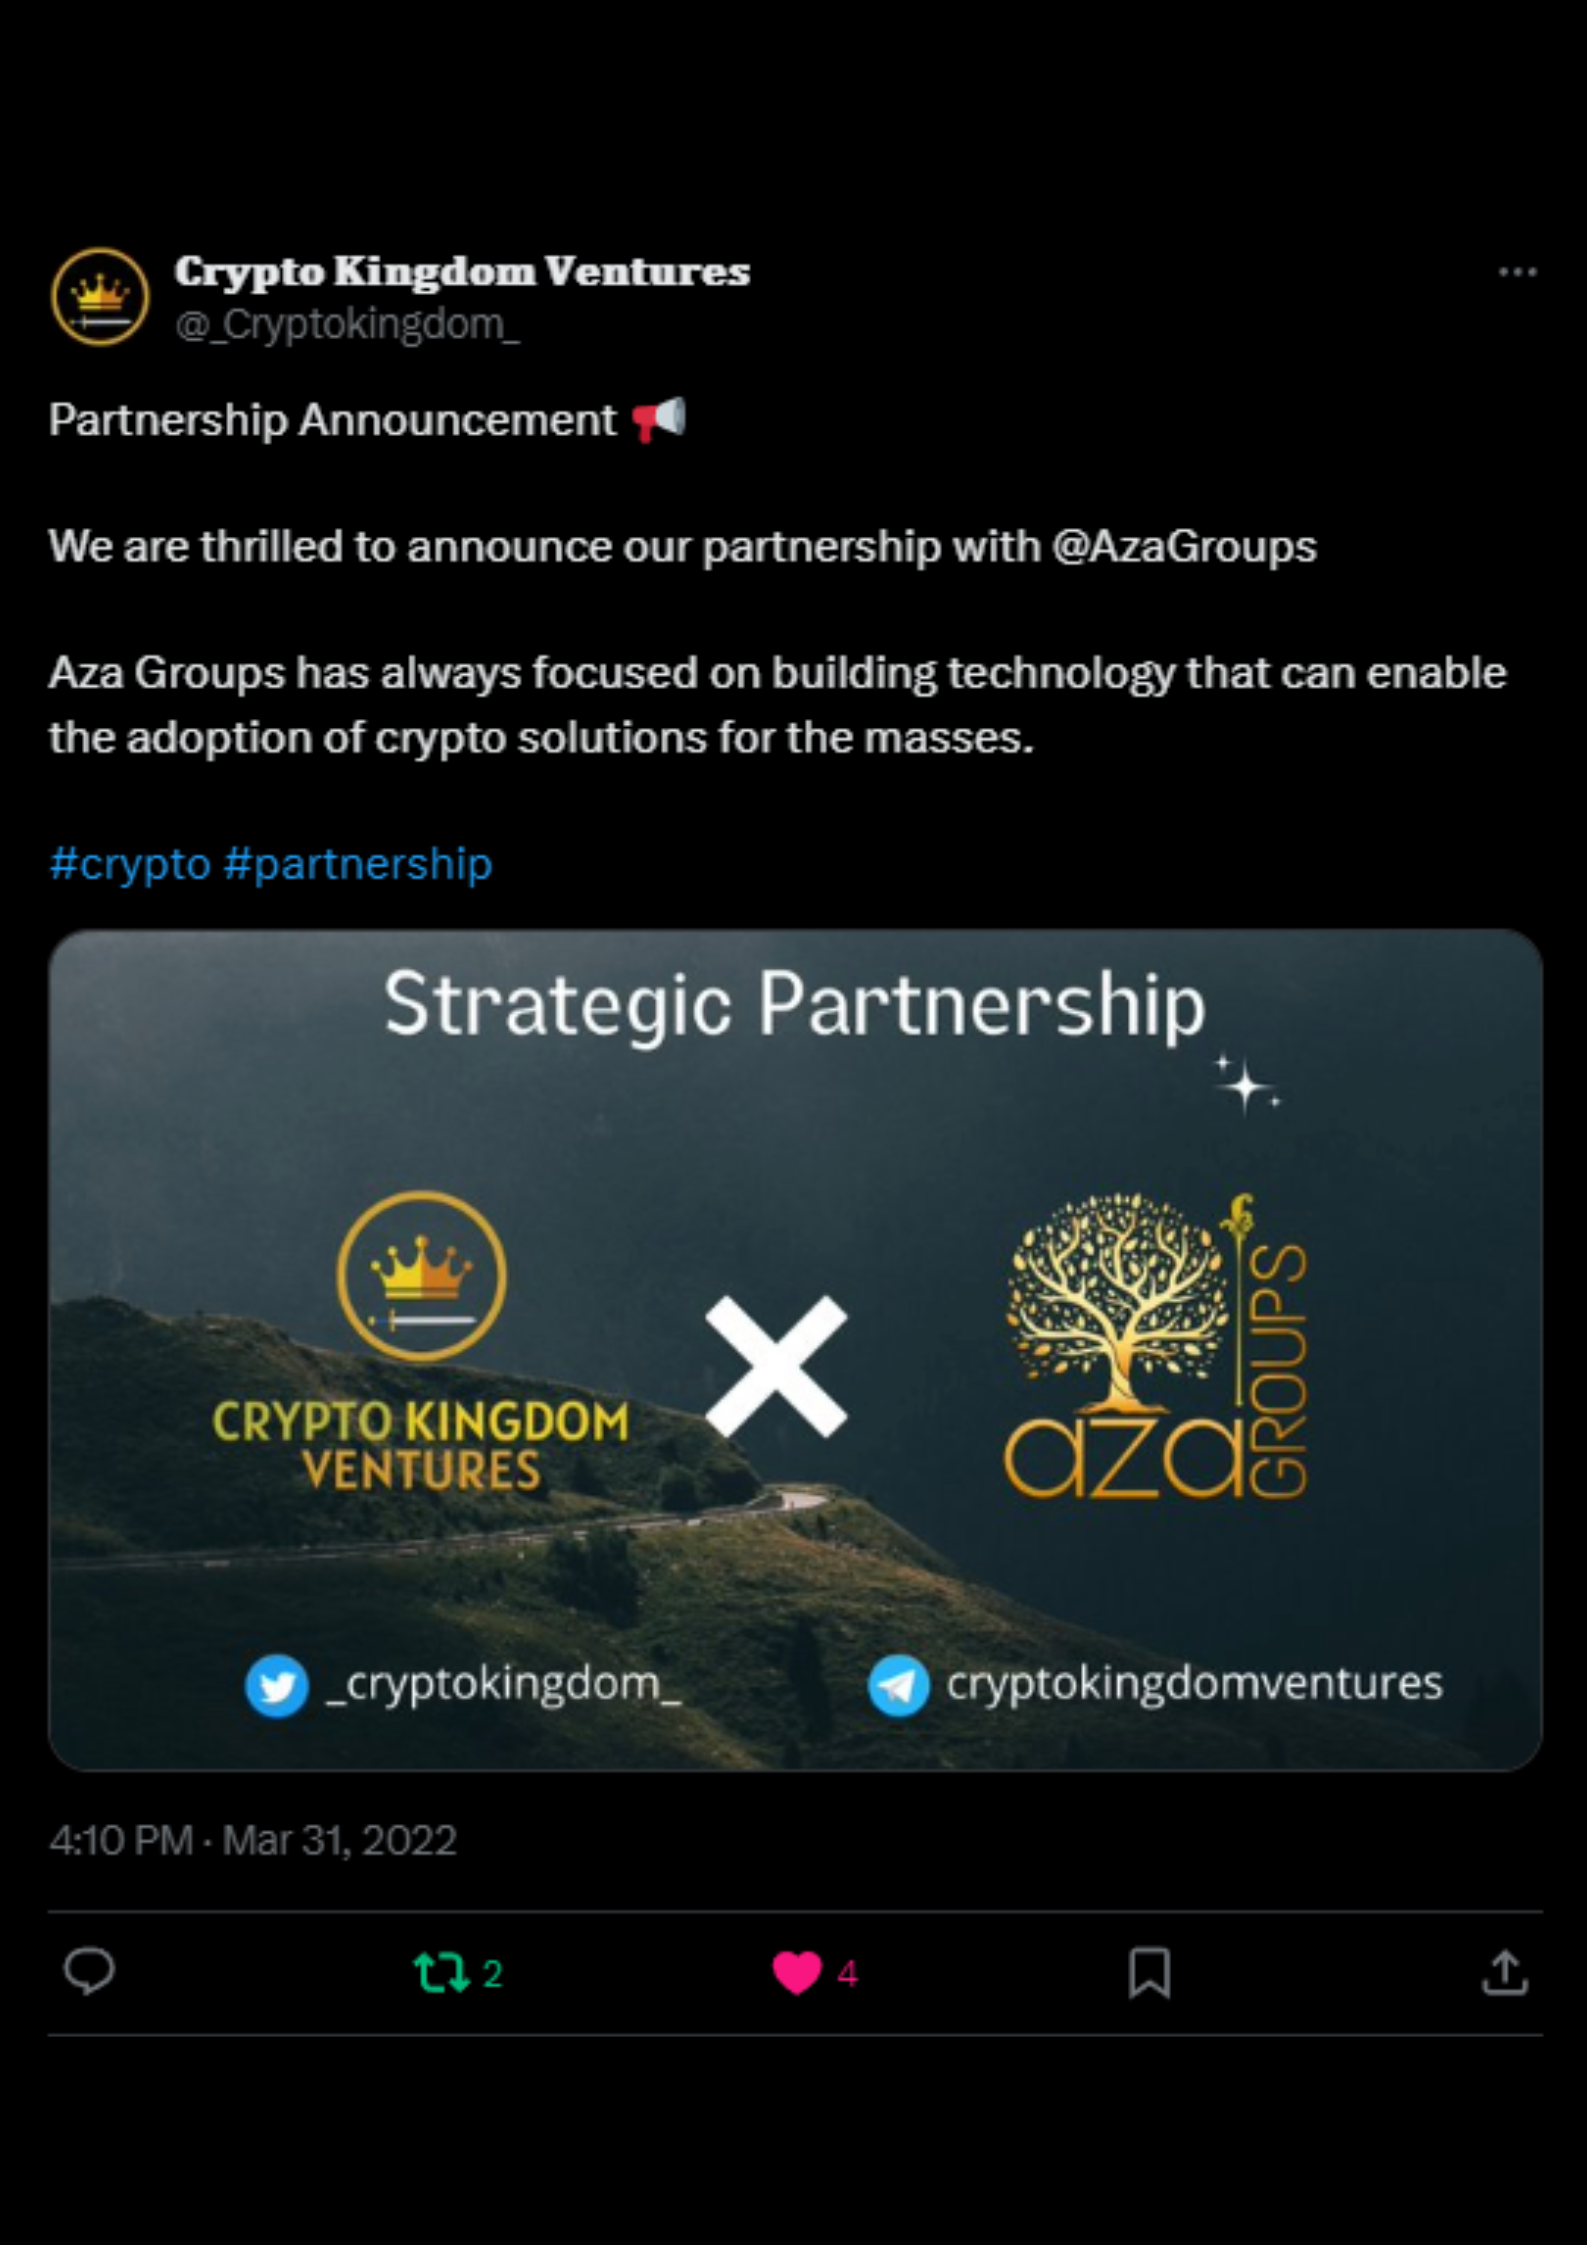 Crypto Kingdom Ventures
@_Cryptokingdom_
Partnership Announcement 📢
We are thrilled to announce our partnership with @AzaGroups
Aza Groups has always focused on building technology that can enable
the adoption of crypto solutions for the masses.
#crypto #partnership
Strategic Partnership
CRYPTO KINGDOM
VENTURES
aza
GROUPS
_cryptokingdom_
cryptokingdomventures
4:10 PM · Mar 31, 2022
2
4